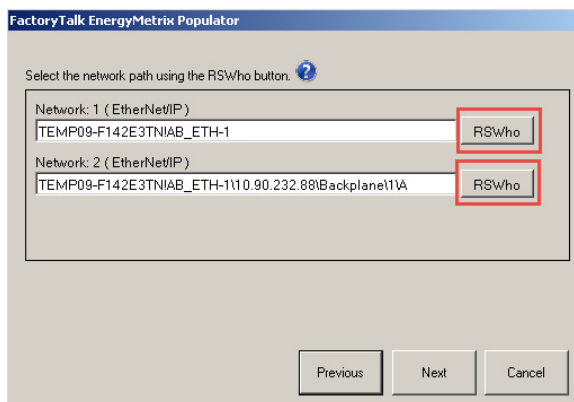 FactoryTalk EnergyMetrix Populator
Select the network path using the RSWho button. ?
Network: 1 ( EtherNet/IP )
TEMP09-F142E3TN!AB_ETH-1
RSWho
Network: 2 ( EtherNet/IP )
TEMP09-F142E3TN!AB_ETH-1\10.90.232.88\Backplane\1\A
RSWho
Previous
Next
Cancel